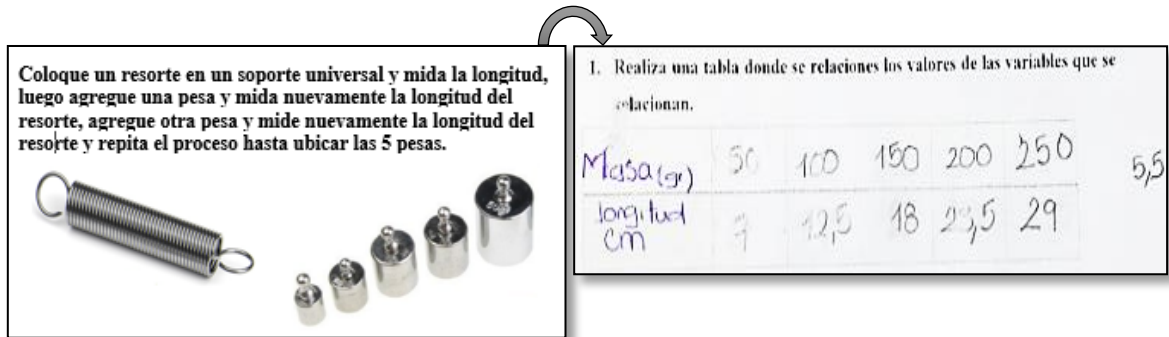 Coloque un resorte en un soporte universal y mida la longitud,
luego agregue una pesa y mida nuevamente la longitud del
resorte, agregue otra pesa y mide nuevamente la longitud del
resorte y repita el proceso hasta ubicar las 5 pesas.
1. Realiza una tabla donde se relaciones los valores de las variables que se
relacionan.
Masa (gr) 50 100 150 200 250
5,5
longitud
cm 7 12,5 18 23,5 29